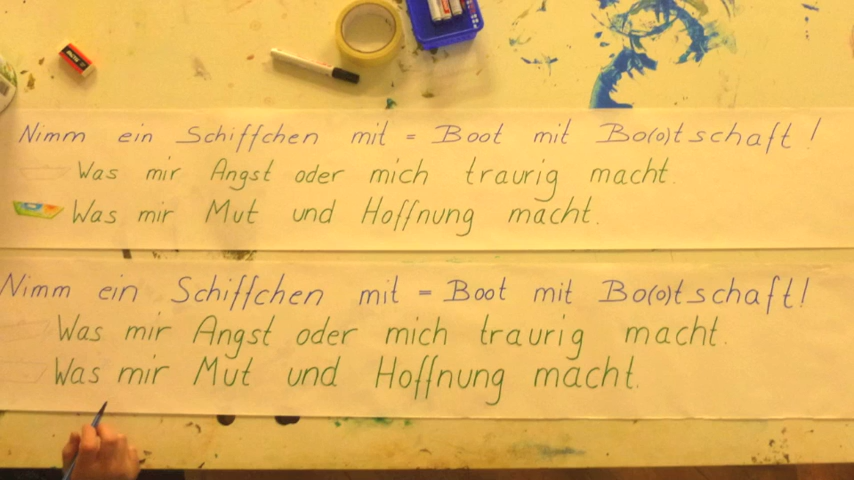 Nimm ein Schiffchen mit = Boot mit Bo(o)tschaft!
Was mir Angst oder mich traurig macht.
Was mir Mut und Hoffnung macht.
Nimm ein Schiffchen mit = Boot mit Bo(o)tschaft!
Was mir Angst oder mich traurig macht.
Was mir Mut und Hoffnung macht.